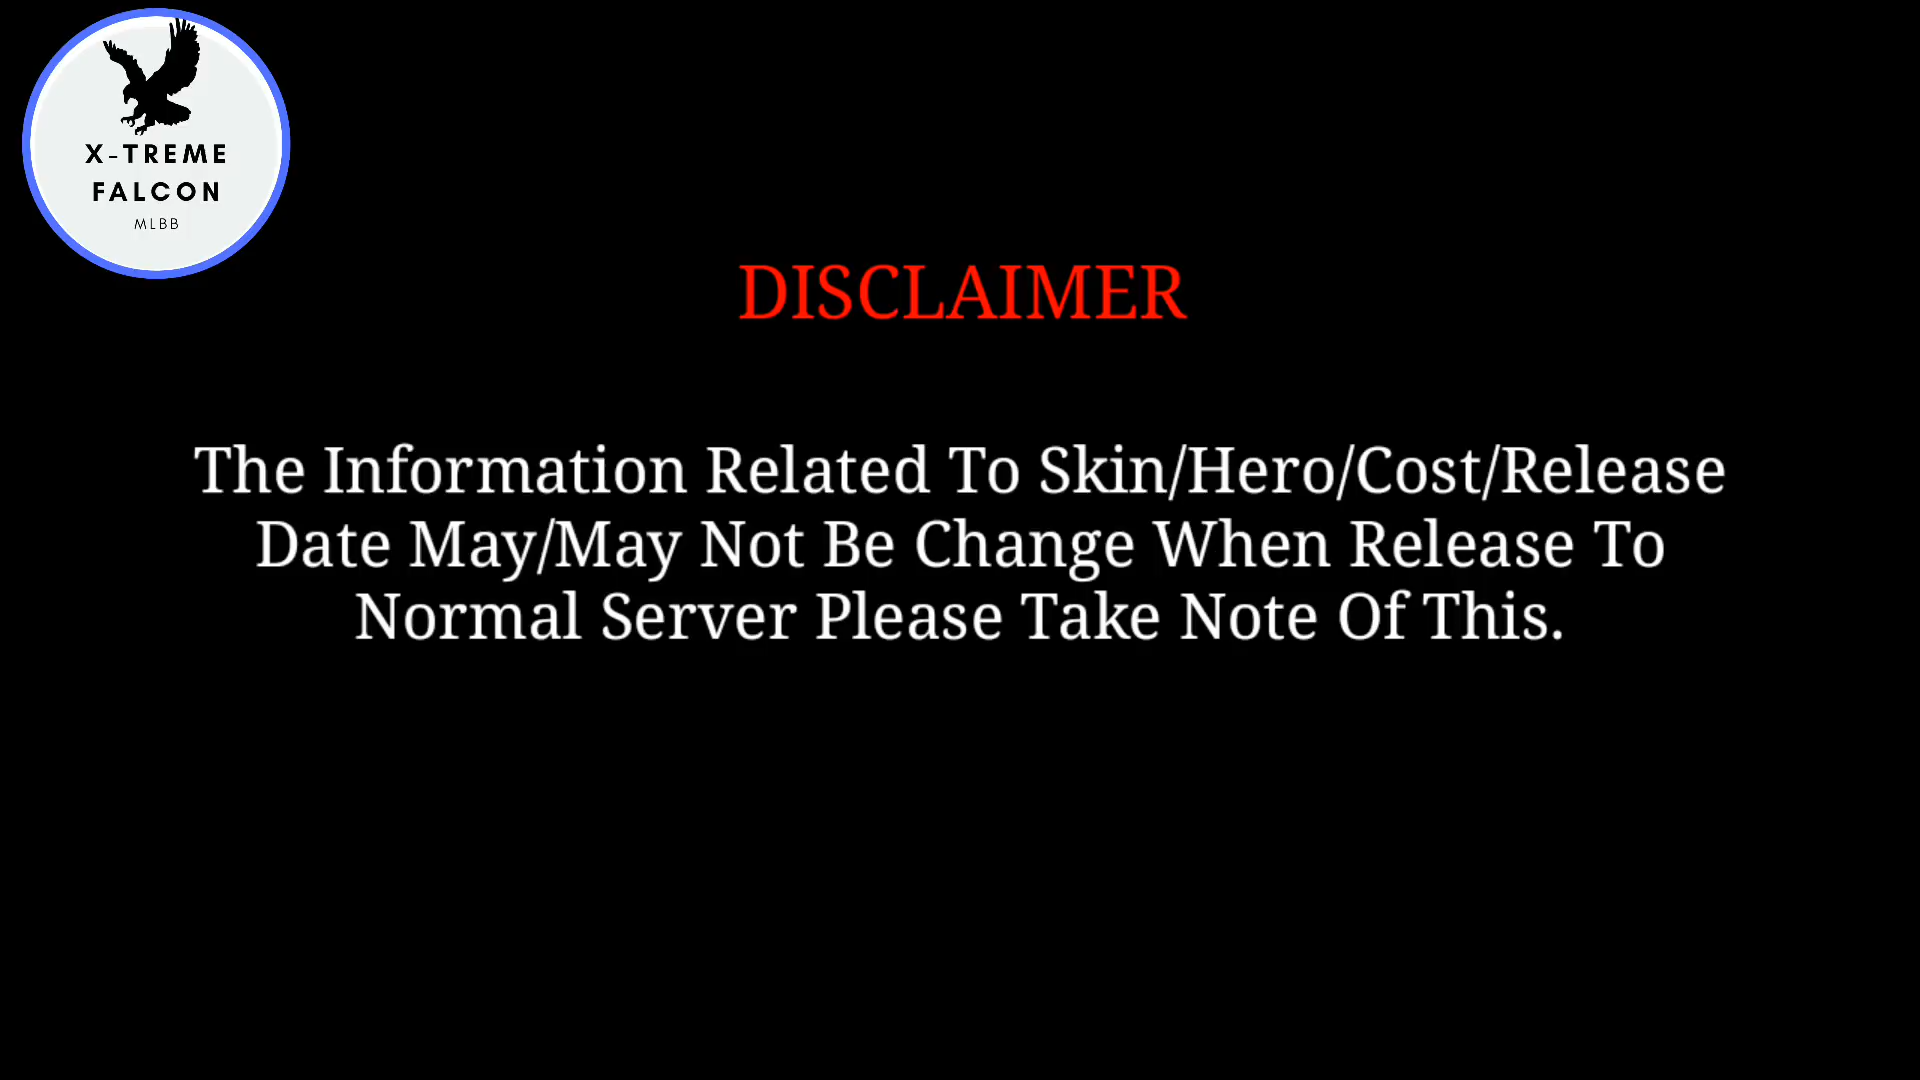 X-TREME
FALCON
MLBB
DISCLAIMER
The Information Related To Skin/Hero/Cost/Release
Date May/May Not Be Change When Release To
Normal Server Please Take Note Of This.